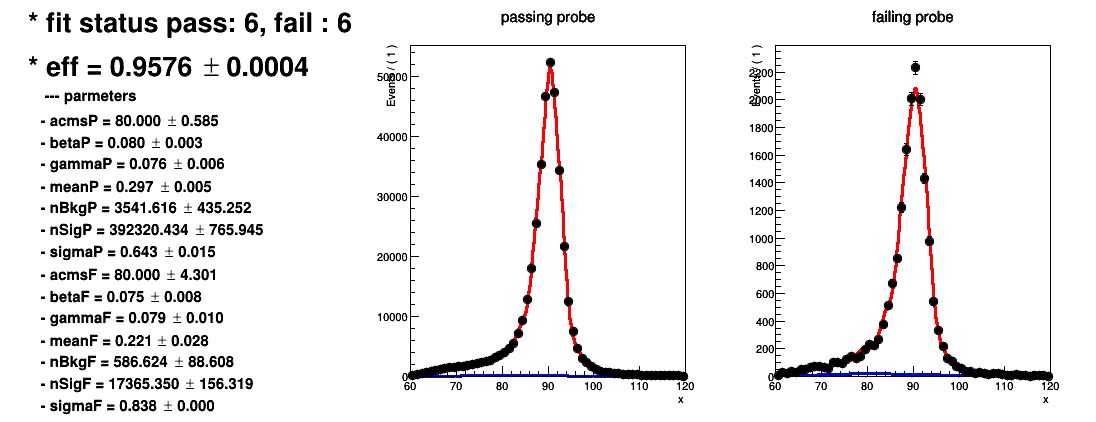 * fit status pass: 6, fail : 6
* eff = 0.9576 ± 0.0004
--- parmeters
- acmsP = 80.000 ± 0.585
- betaP = 0.080 ± 0.003
- gammaP = 0.076 ± 0.006
- meanP = 0.297 ± 0.005
- nBkgP = 3541.616 ± 435.252
- nSigP = 392320.434 ± 765.945
- sigmaP = 0.643 ± 0.015
- acmsF = 80.000 ± 4.301
- betaF = 0.075 ± 0.008
- gammaF = 0.079 ± 0.010
- meanF = 0.221 ± 0.028
- nBkgF = 586.624 ± 88.608
- nSigF = 17365.350 ± 156.319
- sigmaF = 0.838 ± 0.000
passing probe
Events / ( 1 )
50000
40000
30000
20000
10000
0
60 70 80 90 100 110 120
x
failing probe
Events / ( 1 )
2200
2000
1800
1600
1400
1200
1000
800
600
400
200
0
60 70 80 90 100 110 120
x